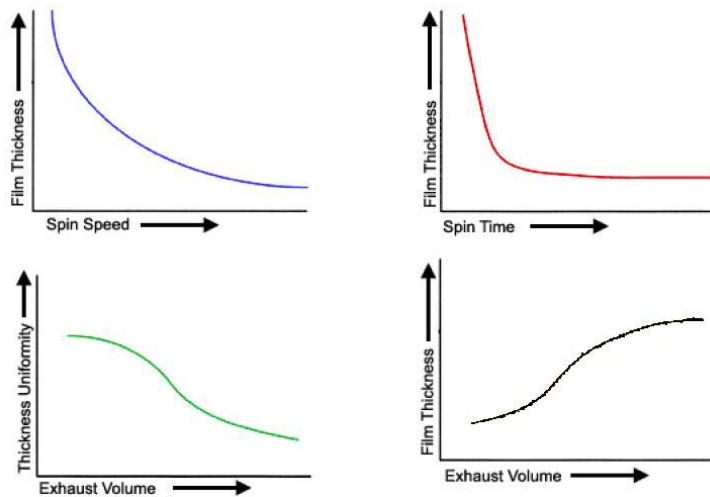 Film Thickness
Spin Speed
Film Thickness
Spin Time
Thickness Uniformity
Exhaust Volume
Film Thickness
Exhaust Volume